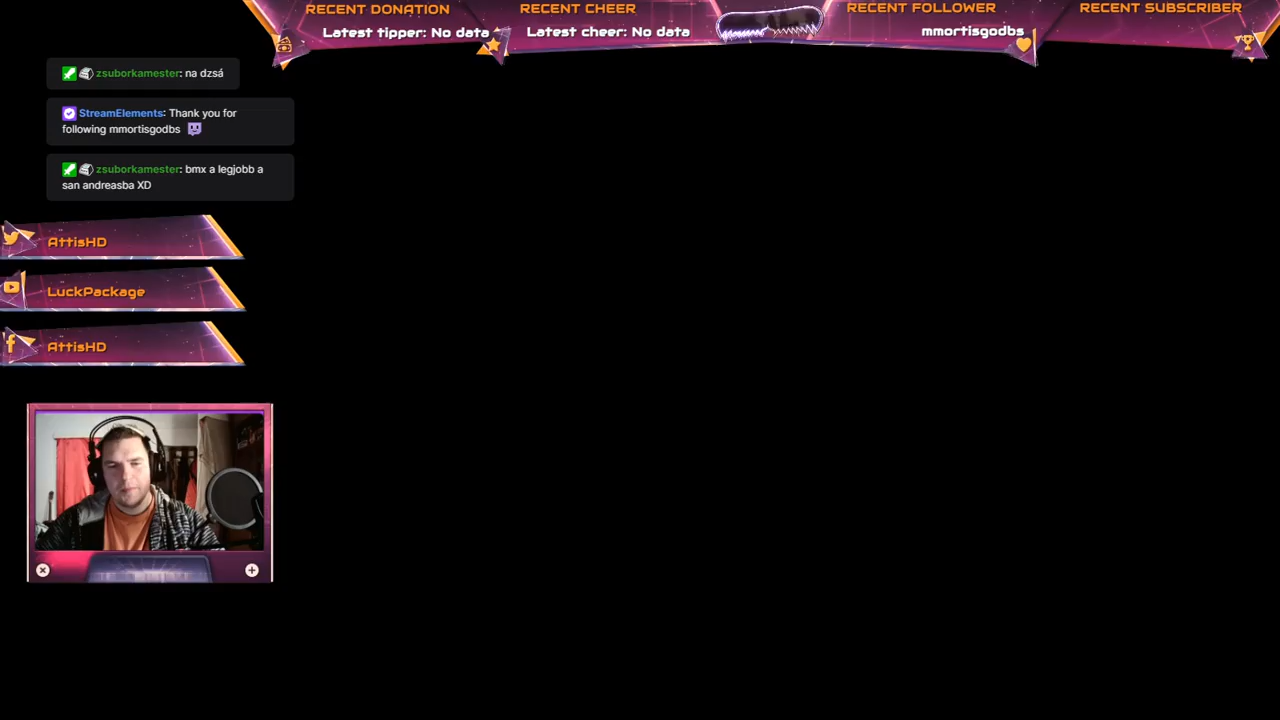 RECENT DONATION
Latest tipper: No data
RECENT CHEER
Latest cheer: No data
RECENT FOLLOWER
mmortisgodbs
RECENT SUBSCRIBER
zsuborkamester: na dzsá
StreamElements: Thank you for
following mmortisgodbs
zsuborkamester: bmx a legjobb a
san andreasba XD
AttisHD
LuckPackage
AttisHD